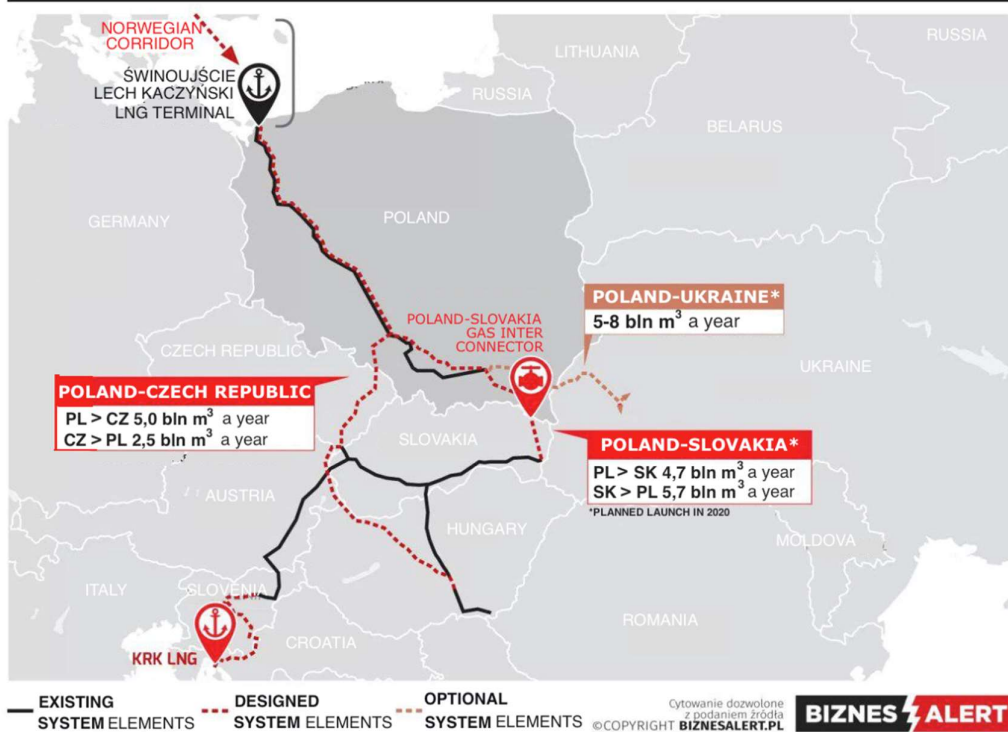 NORWEGIAN
CORRIDOR
ŚWINOUJŚCIE
LECH KACZYŃSKI
LNG TERMINAL
LITHUANIA
RUSSIA
RUSSIA
BELARUS
GERMANY
POLAND
POLAND-UKRAINE*
5-8 bln m³ a year
POLAND-SLOVAKIA
GAS INTER
CONNECTOR
CZECH REPUBLIC
UKRAINE
POLAND-CZECH REPUBLIC
PL > CZ 5,0 bln m³ a year
CZ > PL 2,5 bln m³ a year
SLOVAKIA
POLAND-SLOVAKIA*
PL> SK 4,7 bln m³ a year
SK > PL 5,7 bln m³ a year
*PLANNED LAUNCH IN 2020
AUSTRIA
HUNGARY
MOLDOVA
ITALY
SLOVENIA
ROMANIA
CROATIA
KRK LNG
EXISTING
SYSTEM ELEMENTS
DESIGNED
SYSTEM ELEMENTS
OPTIONAL
SYSTEM ELEMENTS
Cytowanie dozwolone
z podaniem źródła
©COPYRIGHT BIZNESALERT.PL
BIZNES ALERT